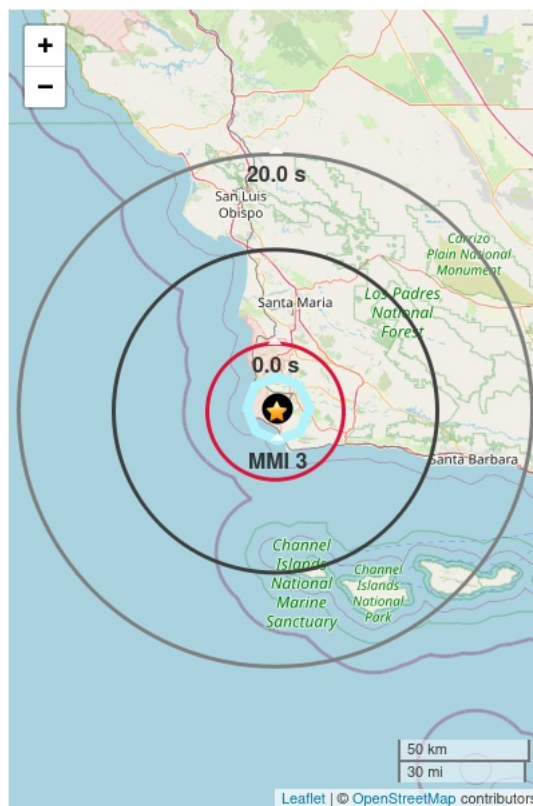 +
−
20.0 s
San Luis
Obispo
Carrizo
Plain National
Monument
Santa Maria
Los Padres
National
Forest
0.0 s
MMI 3
Santa Barbara
Channel
Islands
National
Marine
Sanctuary
Channel
Islands
National
Park
50 km
30 mi
Leaflet | © OpenStreetMap contributors